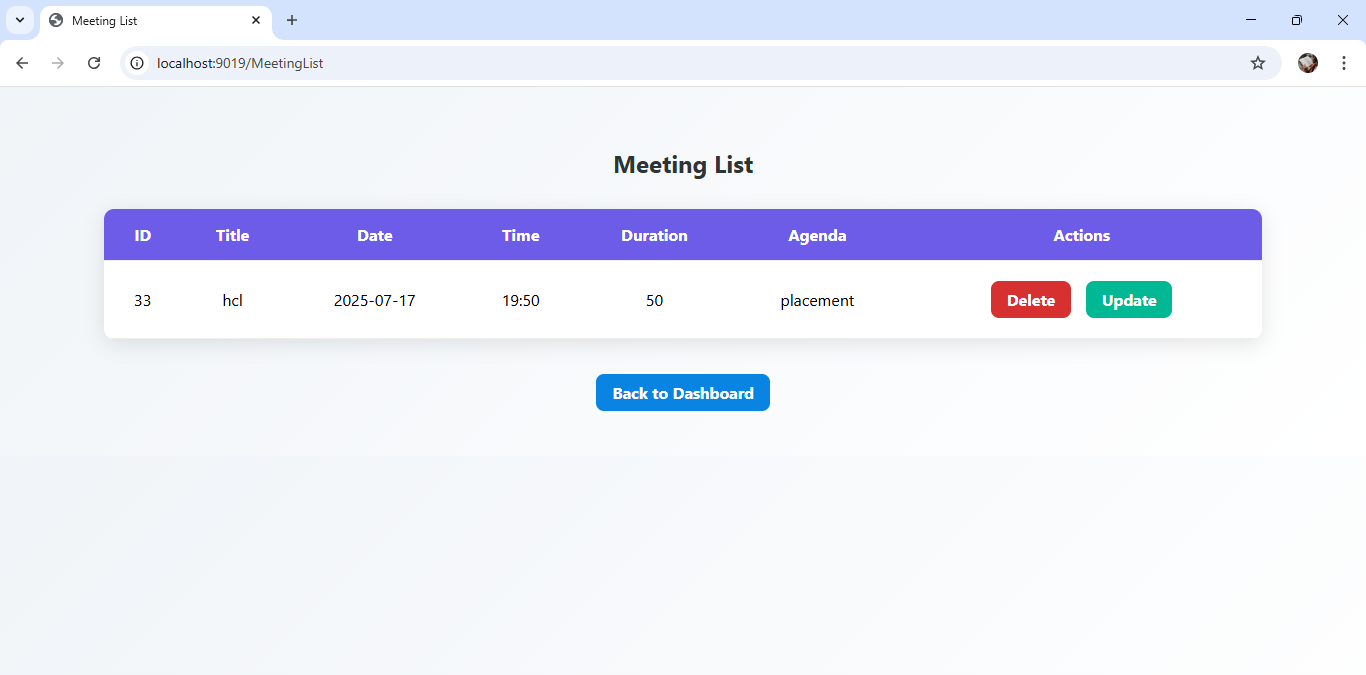 Meeting List
localhost:9019/MeetingList
Meeting List
ID Title Date Time Duration Agenda Actions
33 hcl 2025-07-17 19:50 50 placement Delete Update
Back to Dashboard